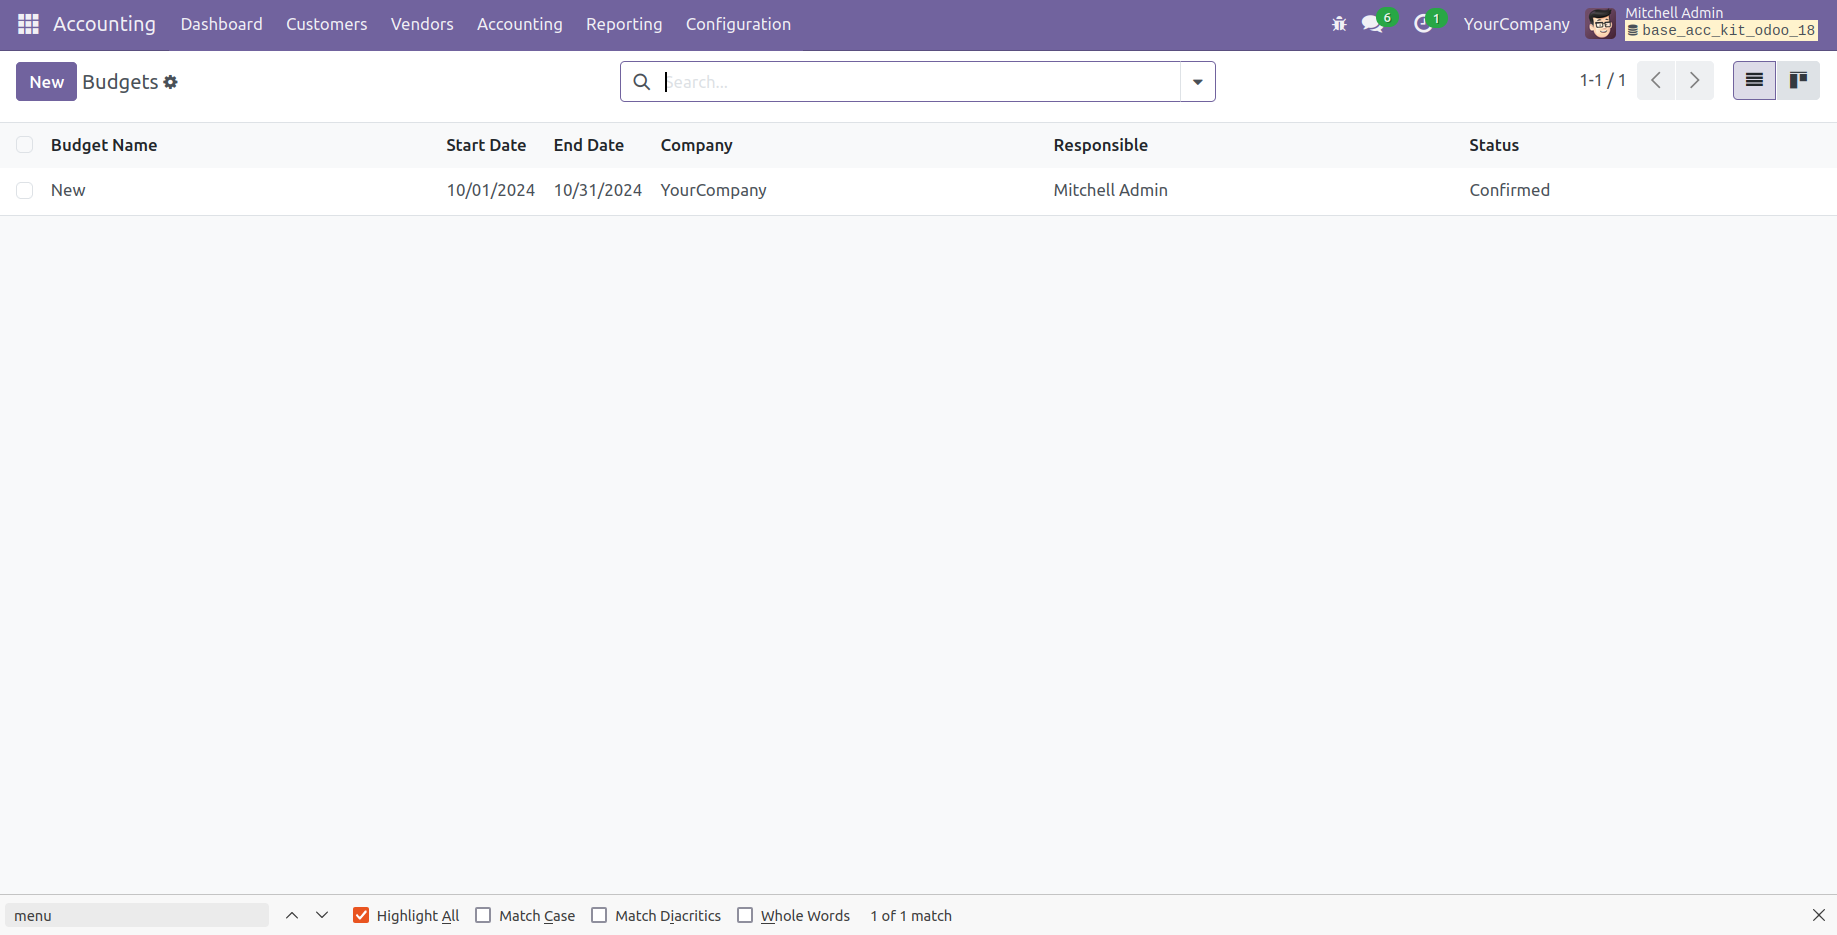 Accounting Dashboard Customers Vendors Accounting Reporting Configuration 6 1 YourCompany Mitchell Admin
base_acc_kit_odoo_18
New Budgets Search... 1-1 / 1
Budget Name Start Date End Date Company Responsible Status
New 10/01/2024 10/31/2024 YourCompany Mitchell Admin Confirmed
menu Highlight All Match Case Match Diacritics Whole Words 1 of 1 match